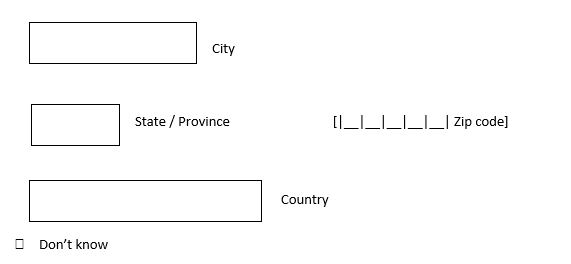 City
State / Province [|__|__|__|__|__| Zip code]
Country
☐ Don't know